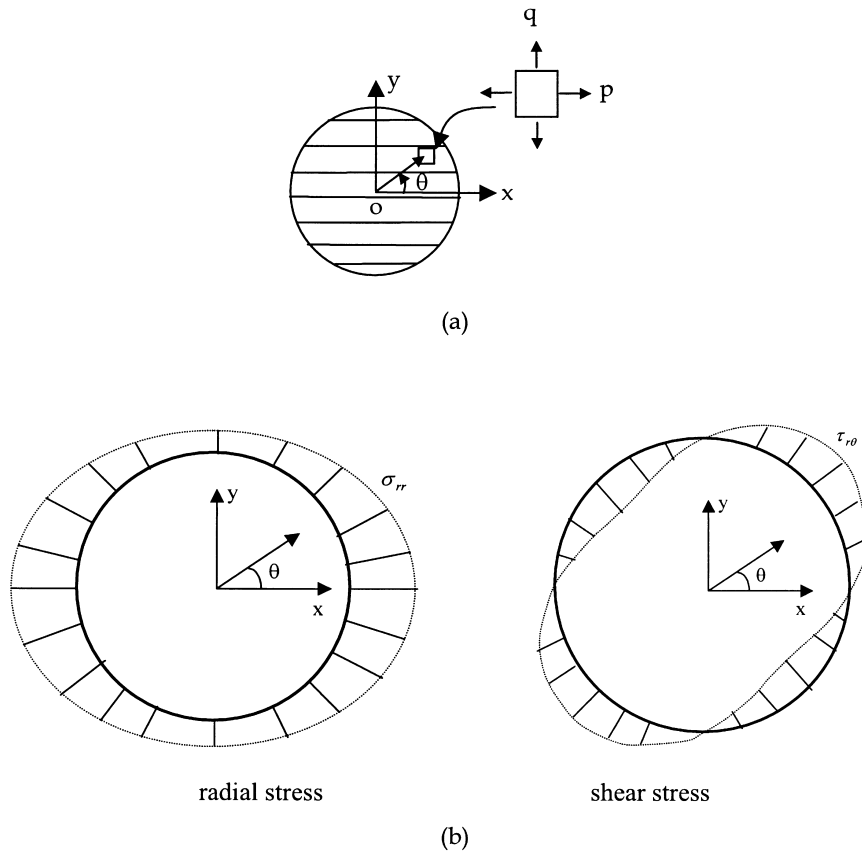 q
y
p
θ
x
o
(a)
σrr
τrθ
y
y
θ
θ
x
x
radial stress
shear stress
(b)